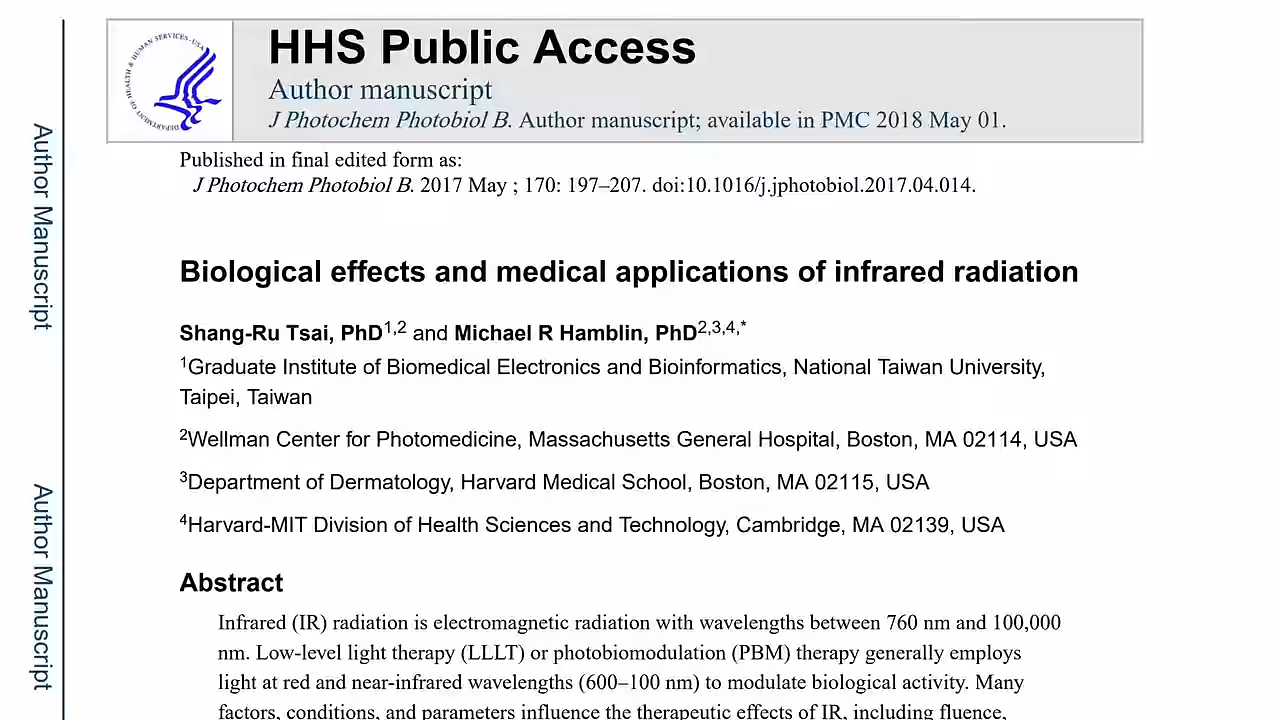 HHS Public Access
Author manuscript
J Photochem Photobiol B. Author manuscript; available in PMC 2018 May 01.
DEPARTMENT OF HEALTH & HUMAN SERVICES-USA
Published in final edited form as:
J Photochem Photobiol B. 2017 May ; 170: 197–207. doi:10.1016/j.jphotobiol.2017.04.014.
Author Manuscript
Biological effects and medical applications of infrared radiation
Shang-Ru Tsai, PhD1,2 and Michael R Hamblin, PhD2,3,4,*
1Graduate Institute of Biomedical Electronics and Bioinformatics, National Taiwan University,
Taipei, Taiwan
2Wellman Center for Photomedicine, Massachusetts General Hospital, Boston, MA 02114, USA
3Department of Dermatology, Harvard Medical School, Boston, MA 02115, USA
4Harvard-MIT Division of Health Sciences and Technology, Cambridge, MA 02139, USA
Author Manuscript
Abstract
Infrared (IR) radiation is electromagnetic radiation with wavelengths between 760 nm and 100,000
nm. Low-level light therapy (LLLT) or photobiomodulation (PBM) therapy generally employs
light at red and near-infrared wavelengths (600–100 nm) to modulate biological activity. Many
factors, conditions, and parameters influence the therapeutic effects of IR, including fluence,